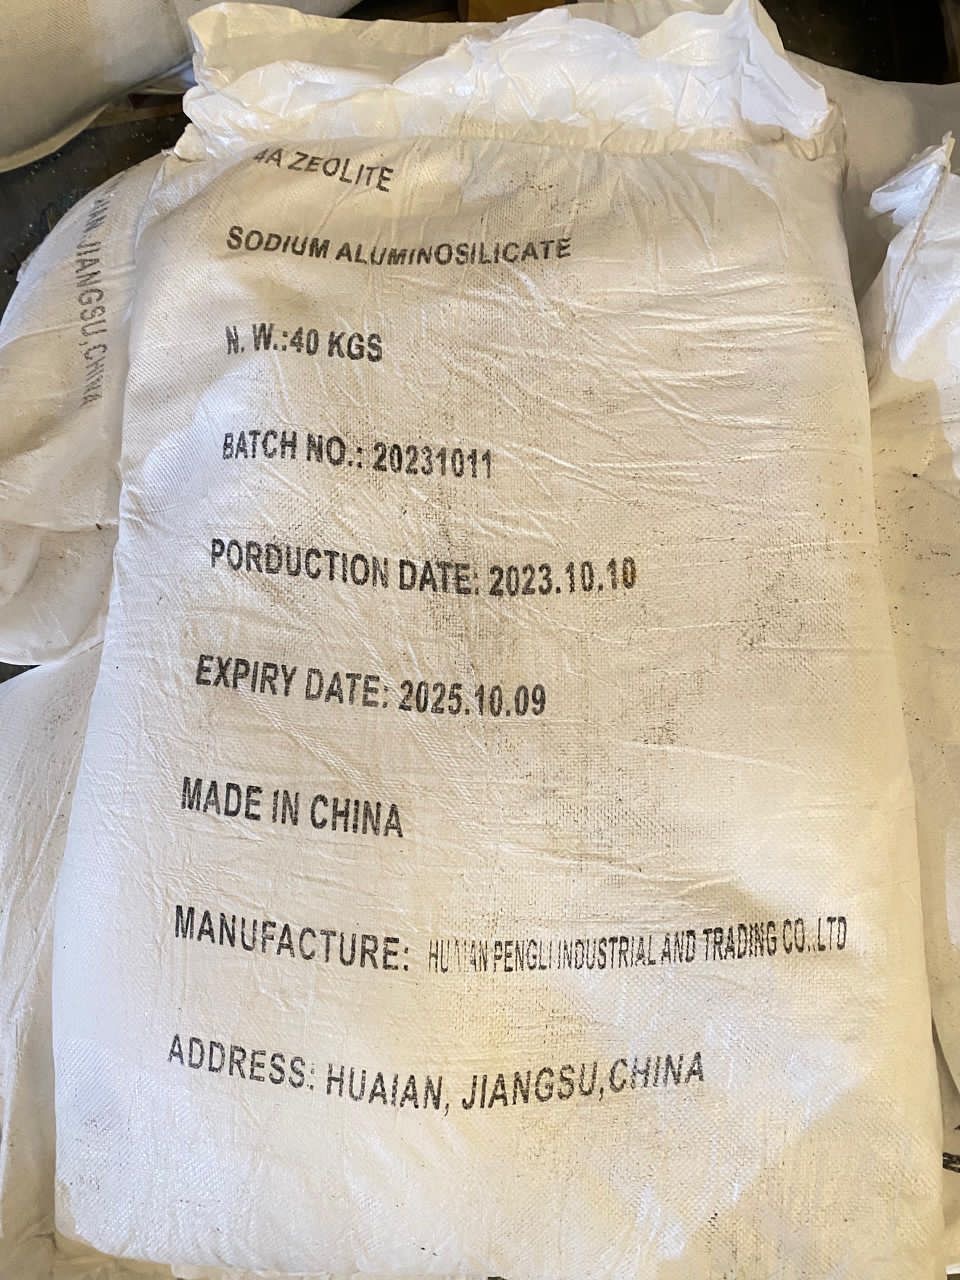 4A ZEOLITE
SODIUM ALUMINOSILICATE
N. W.:40 KGS
BATCH NO.: 20231011
PORDUCTION DATE: 2023.10.10
EXPIRY DATE: 2025.10.09
MADE IN CHINA
MANUFACTURE: HUAIAN PENGLI INDUSTRIAL AND TRADING CO.,LTD
ADDRESS: HUAIAN, JIANGSU,CHINA
JIANGSU,CHINA